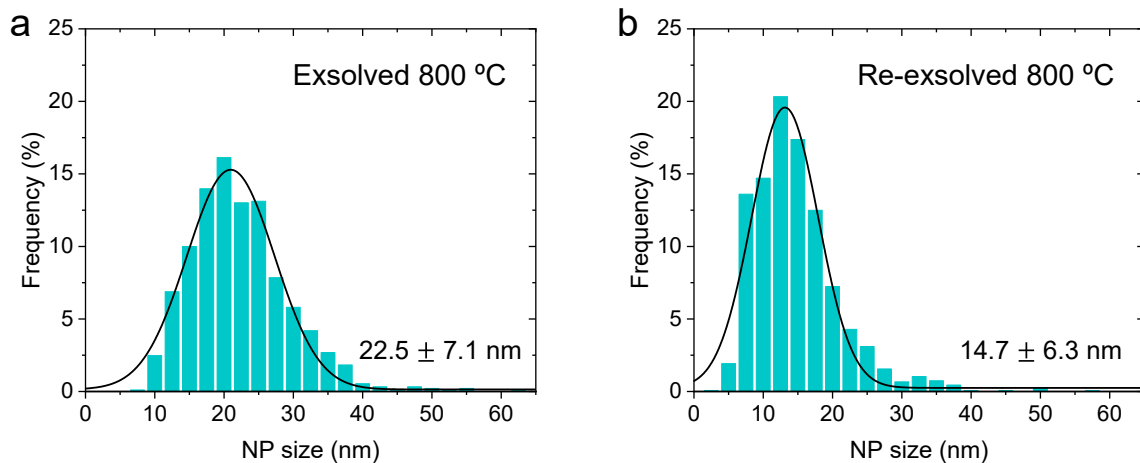 a
Exsolved 800 ºC
22.5 ± 7.1 nm
Frequency (%)
25
20
15
10
5
0
0 10 20 30 40 50 60
NP size (nm)
b
Re-exsolved 800 ºC
14.7 ± 6.3 nm
Frequency (%)
25
20
15
10
5
0
0 10 20 30 40 50 60
NP size (nm)